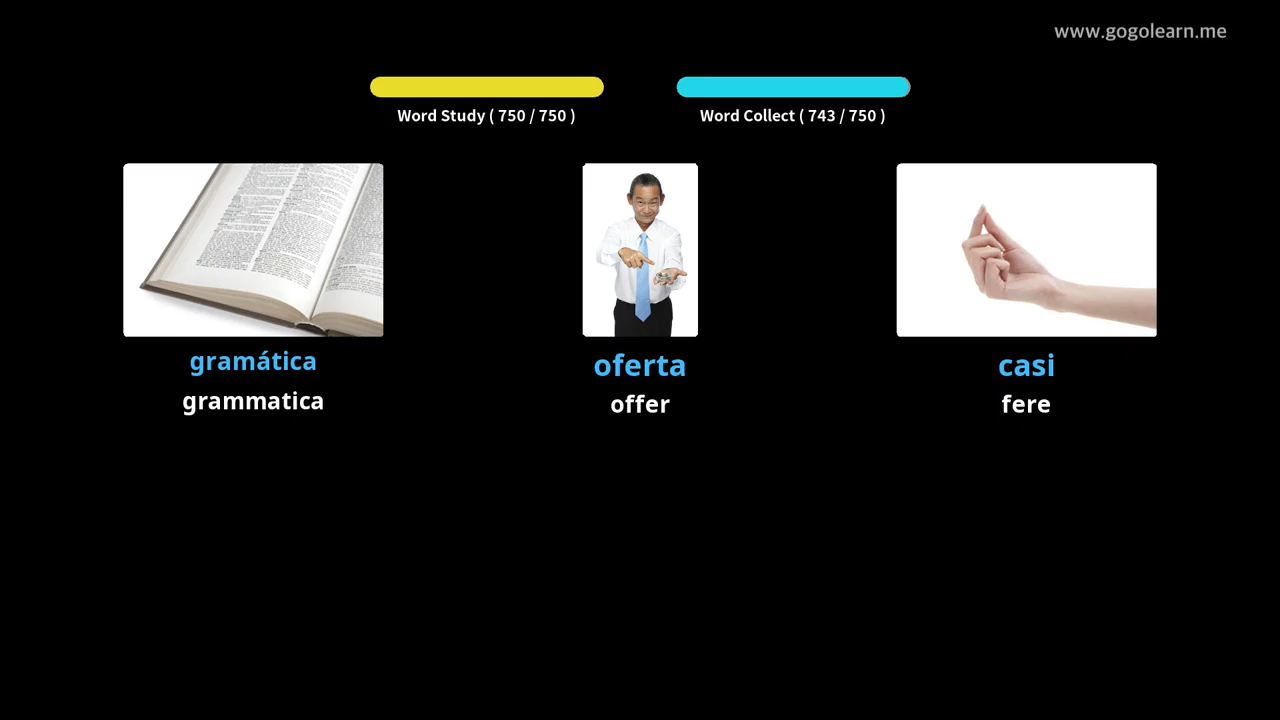 www.gogolearn.me
Word Study ( 750 / 750 )
Word Collect ( 743 / 750 )
gramática
grammatica
oferta
offer
casi
fere